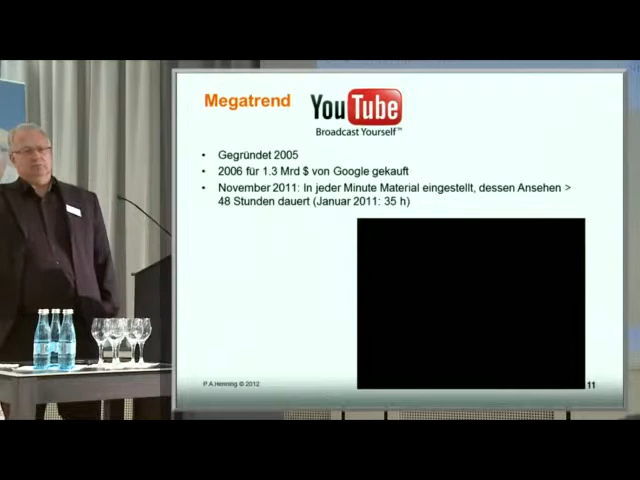 Megatrend
YouTube
Broadcast Yourself™
• Gegründet 2005
• 2006 für 1.3 Mrd $ von Google gekauft
• November 2011: In jeder Minute Material eingestellt, dessen Ansehen >
48 Stunden dauert (Januar 2011: 35 h)
P.A.Henning © 2012
11